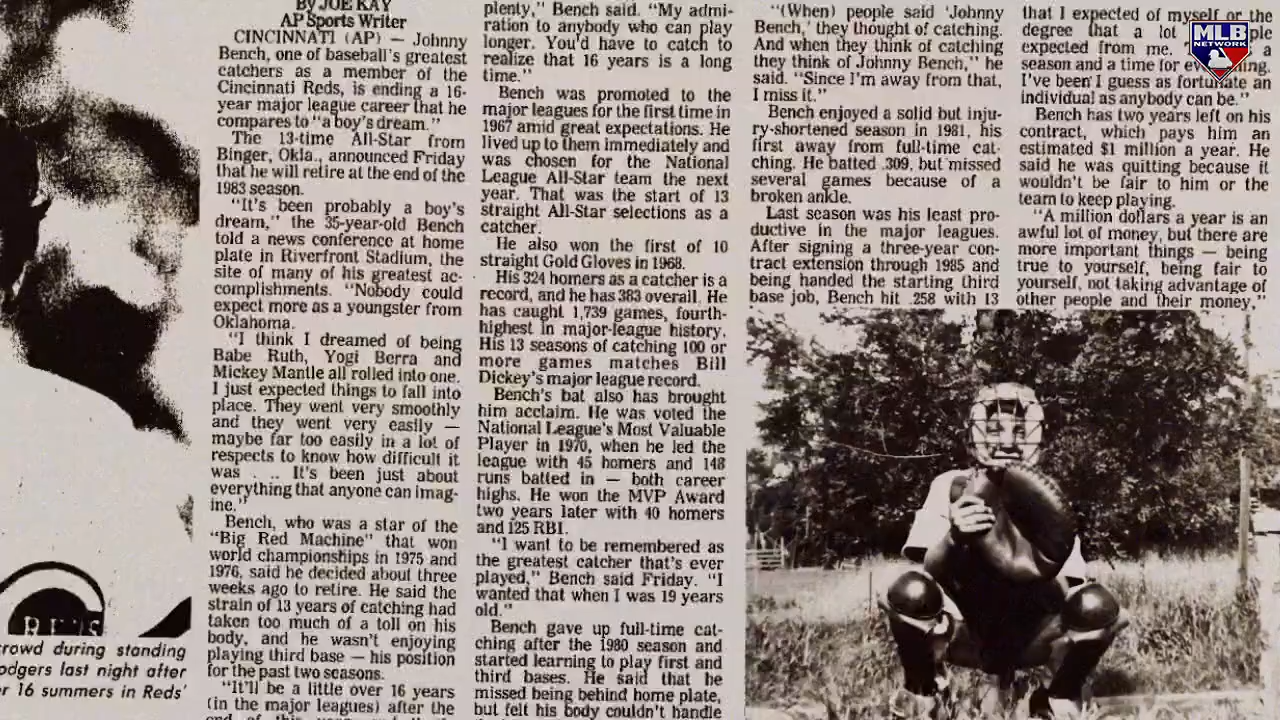 By JOE KAY
AP Sports Writer
CINCINNATI (AP) — Johnny
Bench, one of baseball's greatest
catchers as a member of the
Cincinnati Reds, is ending a 16-
year major league career that he
compares to "a boy's dream."
The 13-time All-Star from
Binger, Okla., announced Friday
that he will retire at the end of the
1983 season.
"It's been probably a boy's
dream," the 35-year-old Bench
told a news conference at home
plate in Riverfront Stadium, the
site of many of his greatest ac-
complishments. "Nobody could
expect more as a youngster from
Oklahoma.
"I think I dreamed of being
Babe Ruth, Yogi Berra and
Mickey Mantle all rolled into one.
I just expected things to fall into
place. They went very smoothly
and they went very easily —
maybe far too easily in a lot of
respects to know how difficult it
was . .. It's been just about
everything that anyone can imag-
ine."
Bench, who was a star of the
"Big Red Machine" that won
world championships in 1975 and
1976, said he decided about three
weeks ago to retire. He said the
strain of 13 years of catching had
taken too much of a toll on his
body, and he wasn't enjoying
playing third base — his position
for the past two seasons.
"It'll be a little over 16 years
(in the major leagues) after the
plenty," Bench said. "My admi-
ration to anybody who can play
longer. You'd have to catch to
realize that 16 years is a long
time."
Bench was promoted to the
major leagues for the first time in
1967 amid great expectations. He
lived up to them immediately and
was chosen for the National
League All-Star team the next
year. That was the start of 13
straight All-Star selections as a
catcher.
He also won the first of 10
straight Gold Gloves in 1968.
His 324 homers as a catcher is a
record, and he has 383 overall. He
has caught 1,739 games, fourth-
highest in major-league history.
His 13 seasons of catching 100 or
more games matches Bill
Dickey's major league record.
Bench's bat also has brought
him acclaim. He was voted the
National League's Most Valuable
Player in 1970, when he led the
league with 45 homers and 148
runs batted in — both career
highs. He won the MVP Award
two years later with 40 homers
and 125 RBI.
"I want to be remembered as
the greatest catcher that's ever
played," Bench said Friday. "I
wanted that when I was 19 years
old."
Bench gave up full-time cat-
ching after the 1980 season and
started learning to play first and
third bases. He said that he
missed being behind home plate,
but felt his body couldn't handle
"(When) people said 'Johnny
Bench,' they thought of catching.
And when they think of catching
they think of Johnny Bench," he
said. "Since I'm away from that,
I miss it."
Bench enjoyed a solid but inju-
ry-shortened season in 1981, his
first away from full-time cat-
ching. He batted .309, but missed
several games because of a
broken ankle.
Last season was his least pro-
ductive in the major leagues.
After signing a three-year con-
tract extension through 1985 and
being handed the starting third
base job, Bench hit .258 with 13
that I expected of myself or the
degree that a lot
expected from me. a
season and a time for
I've been I guess as fortunate an
individual as anybody can be."
Bench has two years left on his
contract, which pays him an
estimated $1 million a year. He
said he was quitting because it
wouldn't be fair to him or the
team to keep playing.
"A million dollars a year is an
awful lot of money, but there are
more important things — being
true to yourself, being fair to
yourself, not taking advantage of
other people and their money."
MLB
NETWORK
REDS
crowd during standing
odgers last night after
r 16 summers in Reds'